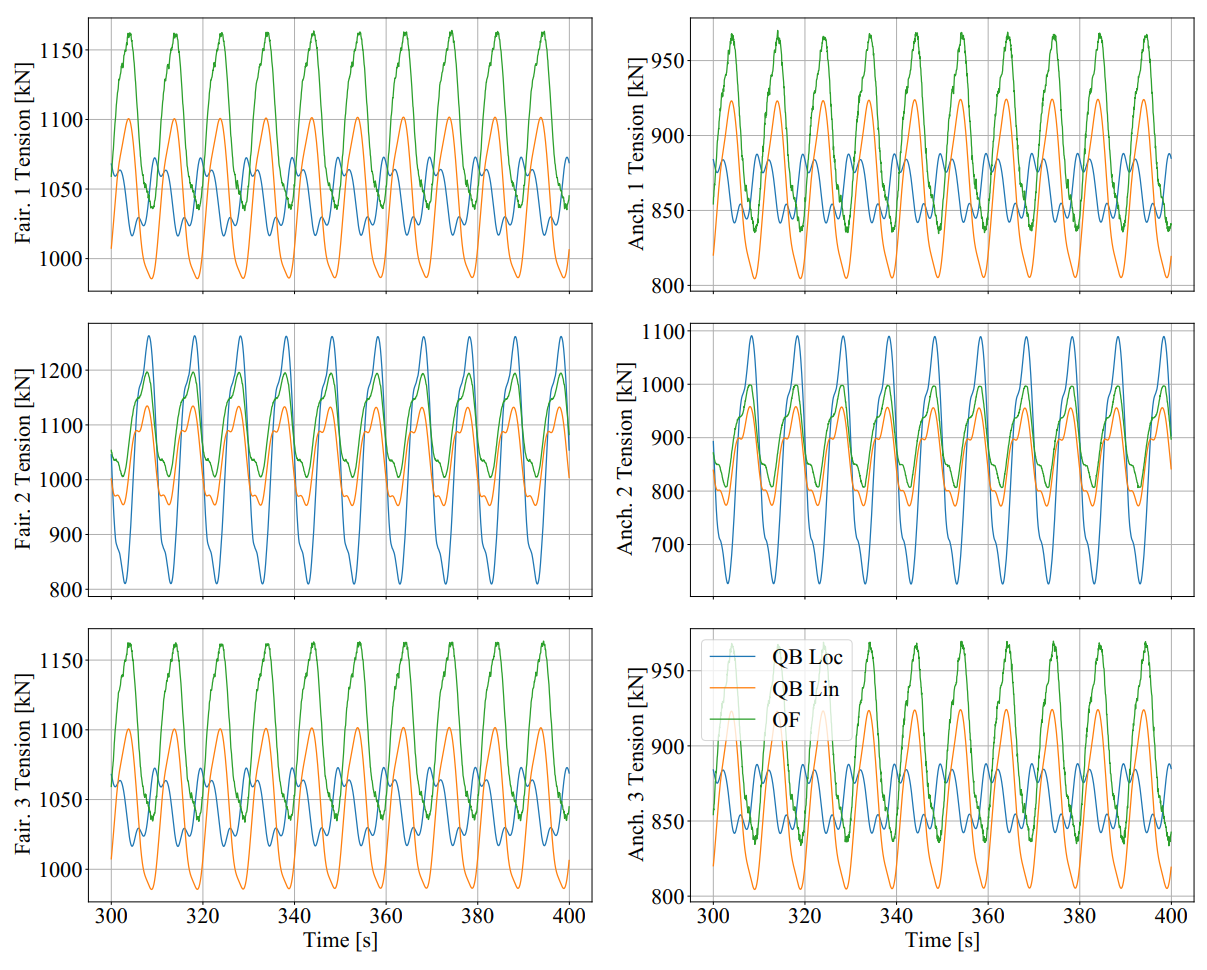 Fair. 1 Tension [kN]
1150
1100
1050
1000
Anch. 1 Tension [kN]
950
900
850
800
Fair. 2 Tension [kN]
1200
1100
1000
900
800
Anch. 2 Tension [kN]
1100
1000
900
800
700
Fair. 3 Tension [kN]
1150
1100
1050
1000
300 320 340 360 380 400
Time [s]
Anch. 3 Tension [kN]
950
900
850
800
QB Loc
QB Lin
OF
300 320 340 360 380 400
Time [s]